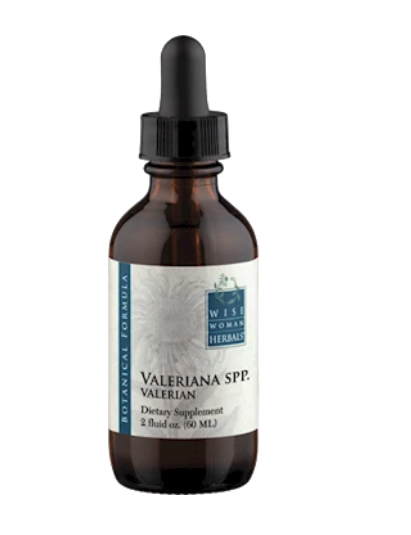 BOTANICAL FORMULA
WISE
WOMAN
HERBALS
VALERIANA SPP.
VALERIAN
Dietary Supplement
2 fluid oz. (60 ML)